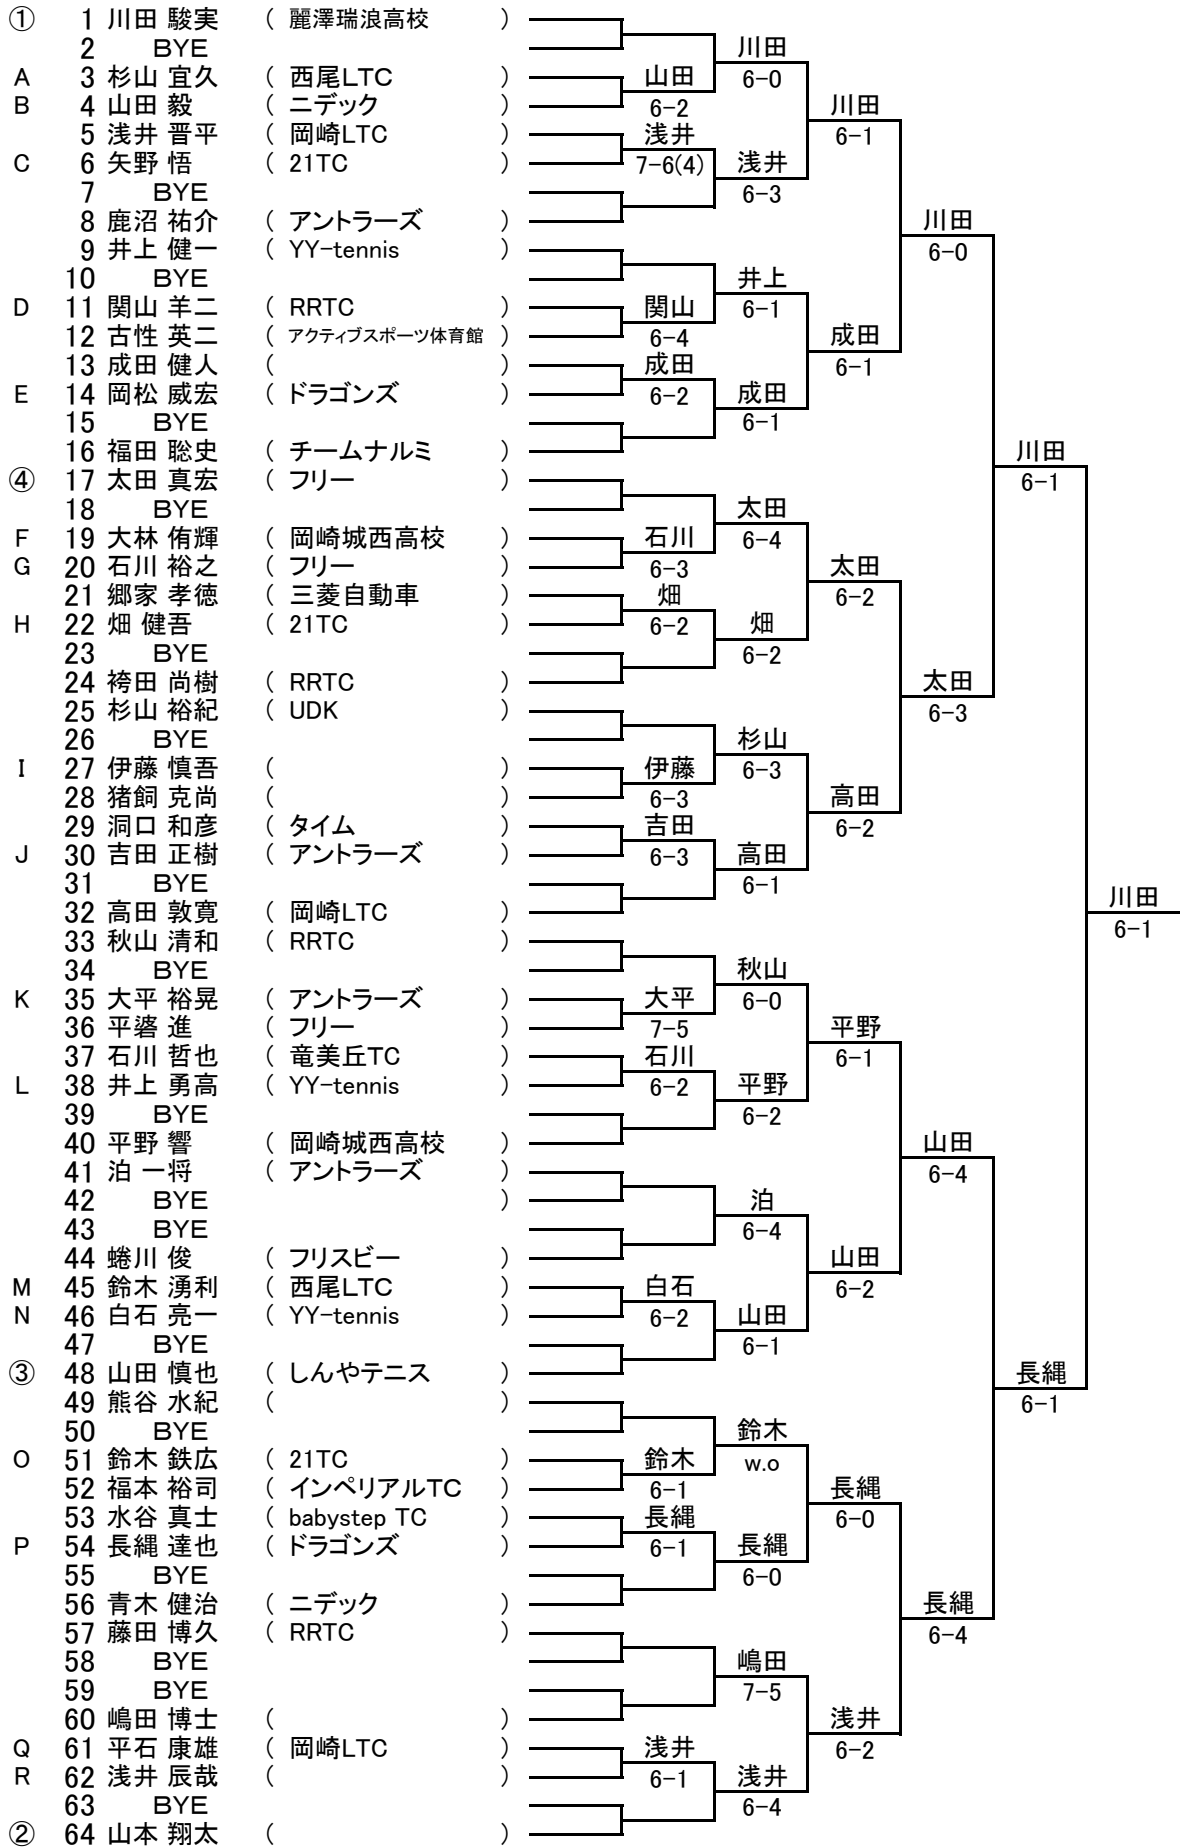 ① 1 川田 駿実 ( 麗澤瑞浪高校 )
2 BYE 川田
A 3 杉山 宜久 ( 西尾LTC ) 山田 6-0
B 4 山田 毅 ( ニデック ) 6-2 川田
5 浅井 晋平 ( 岡崎LTC ) 浅井 6-1
C 6 矢野 悟 ( 21TC ) 7-6(4) 浅井
7 BYE 6-3
8 鹿沼 祐介 ( アントラーズ ) 川田
9 井上 健一 ( YY-tennis ) 6-0
10 BYE 井上
D 11 関山 羊二 ( RRTC ) 関山 6-1
12 古性 英二 ( アクティブスポーツ体育館 ) 6-4 成田
13 成田 健人 ( ) 成田 6-1
E 14 岡松 威宏 ( ドラゴンズ ) 6-2 成田
15 BYE 6-1
16 福田 聡史 ( チームナルミ ) 川田
④ 17 太田 真宏 ( フリー ) 6-1
18 BYE 太田
F 19 大林 侑輝 ( 岡崎城西高校 ) 石川 6-4
G 20 石川 裕之 ( フリー ) 6-3 太田
21 郷家 孝徳 ( 三菱自動車 ) 畑 6-2
H 22 畑 健吾 ( 21TC ) 6-2 畑
23 BYE 6-2
24 袴田 尚樹 ( RRTC ) 太田
25 杉山 裕紀 ( UDK ) 6-3
26 BYE 杉山
I 27 伊藤 慎吾 ( ) 伊藤 6-3
28 猪飼 克尚 ( ) 6-3 高田
29 洞口 和彦 ( タイム ) 吉田 6-2
J 30 吉田 正樹 ( アントラーズ ) 6-3 高田
31 BYE 6-1
32 高田 敦寛 ( 岡崎LTC ) 川田
33 秋山 清和 ( RRTC ) 6-1
34 BYE 秋山
K 35 大平 裕晃 ( アントラーズ ) 大平 6-0
36 平 進 ( フリー ) 7-5 平野
37 石川 哲也 ( 竜美丘TC ) 石川 6-1
L 38 井上 勇高 ( YY-tennis ) 6-2 平野
39 BYE 6-2
40 平野 響 ( 岡崎城西高校 ) 山田
41 泊 一将 ( アントラーズ ) 6-4
42 BYE ) 泊
43 BYE 6-4
44 蜷川 俊 ( フリスビー ) 山田
M 45 鈴木 湧利 ( 西尾LTC ) 白石 6-2
N 46 白石 亮一 ( YY-tennis ) 6-2 山田
47 BYE 6-1
③ 48 山田 慎也 ( しんやテニス ) 長縄
49 熊谷 水紀 ( ) 6-1
50 BYE 鈴木
O 51 鈴木 鉄広 ( 21TC ) 鈴木 w.o
52 福本 裕司 ( インペリアルTC ) 6-1 長縄
53 水谷 真士 ( babystep TC ) 長縄 6-0
P 54 長縄 達也 ( ドラゴンズ ) 6-1 長縄
55 BYE 6-0
56 青木 健治 ( ニデック ) 長縄
57 藤田 博久 ( RRTC ) 6-4
58 BYE 嶋田
59 BYE 7-5
60 嶋田 博士 ( ) 浅井
Q 61 平石 康雄 ( 岡崎LTC ) 浅井 6-2
R 62 浅井 辰哉 ( ) 6-1 浅井
63 BYE 6-4
② 64 山本 翔太 ( )